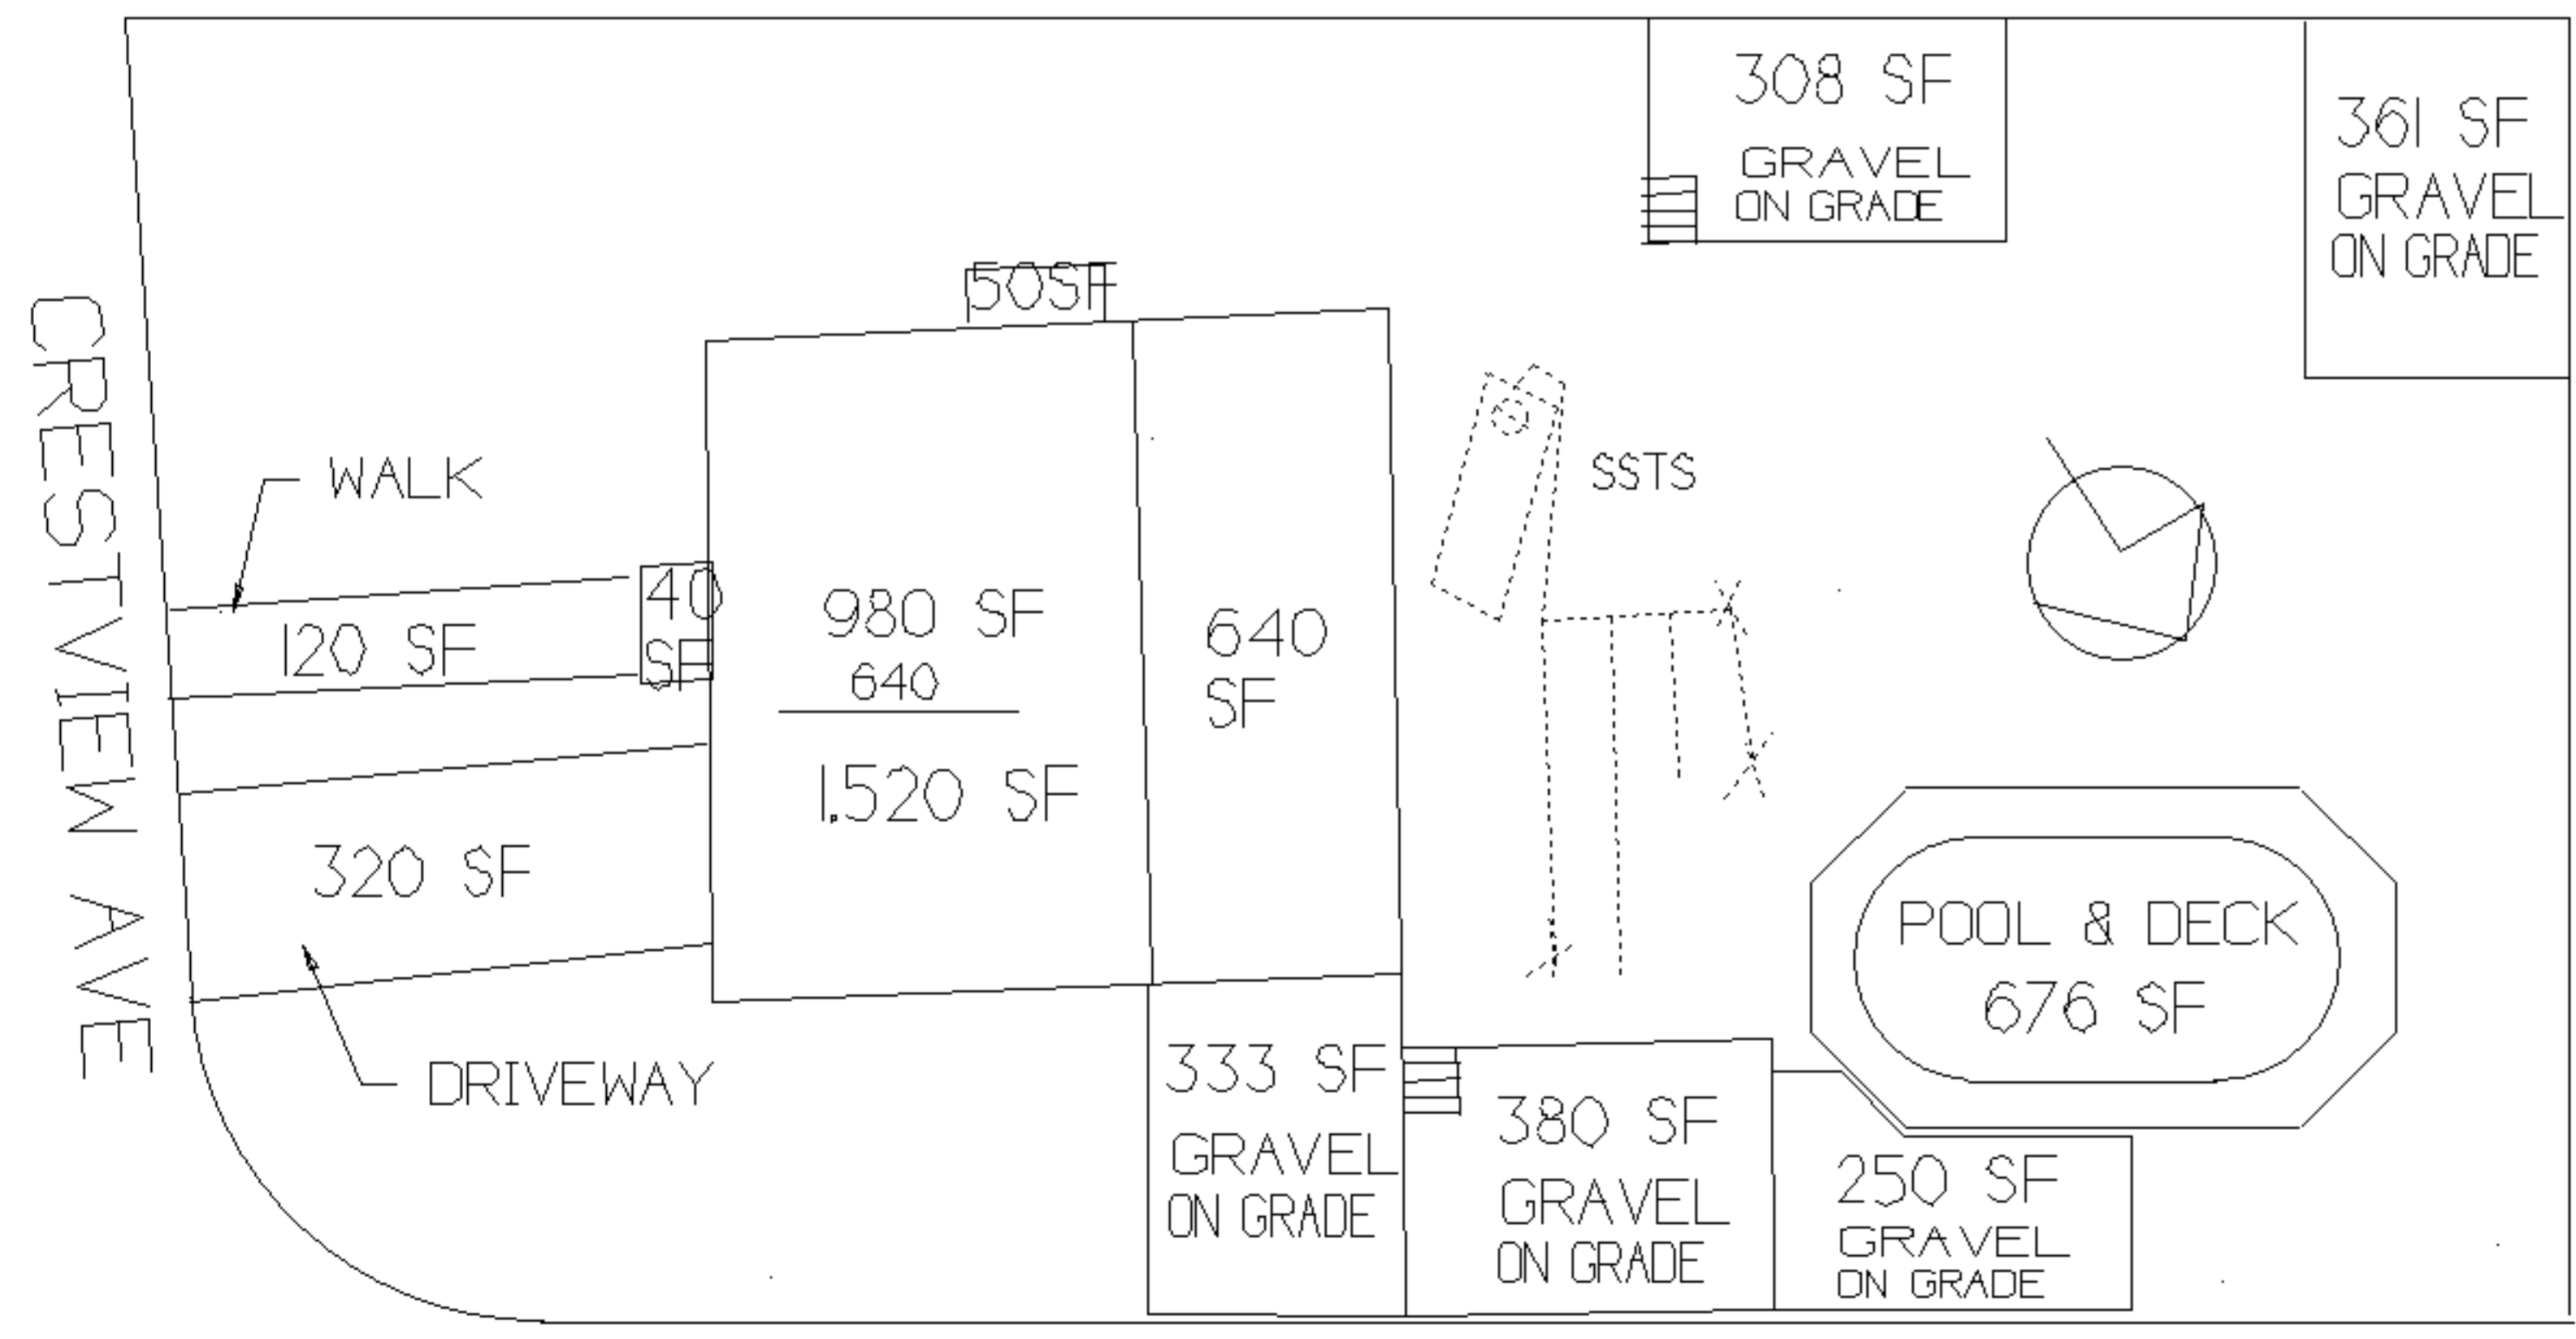 308 SF
GRAVEL
ON GRADE
361 SF
GRAVEL
ON GRADE
50SF
CRESTVIEW AVE
WALK
120 SF
40
SF
980 SF
640
1.520 SF
640
SF
SSTS
320 SF
DRIVEWAY
POOL & DECK
676 SF
333 SF
GRAVEL
ON GRADE
380 SF
GRAVEL
ON GRADE
250 SF
GRAVEL
ON GRADE